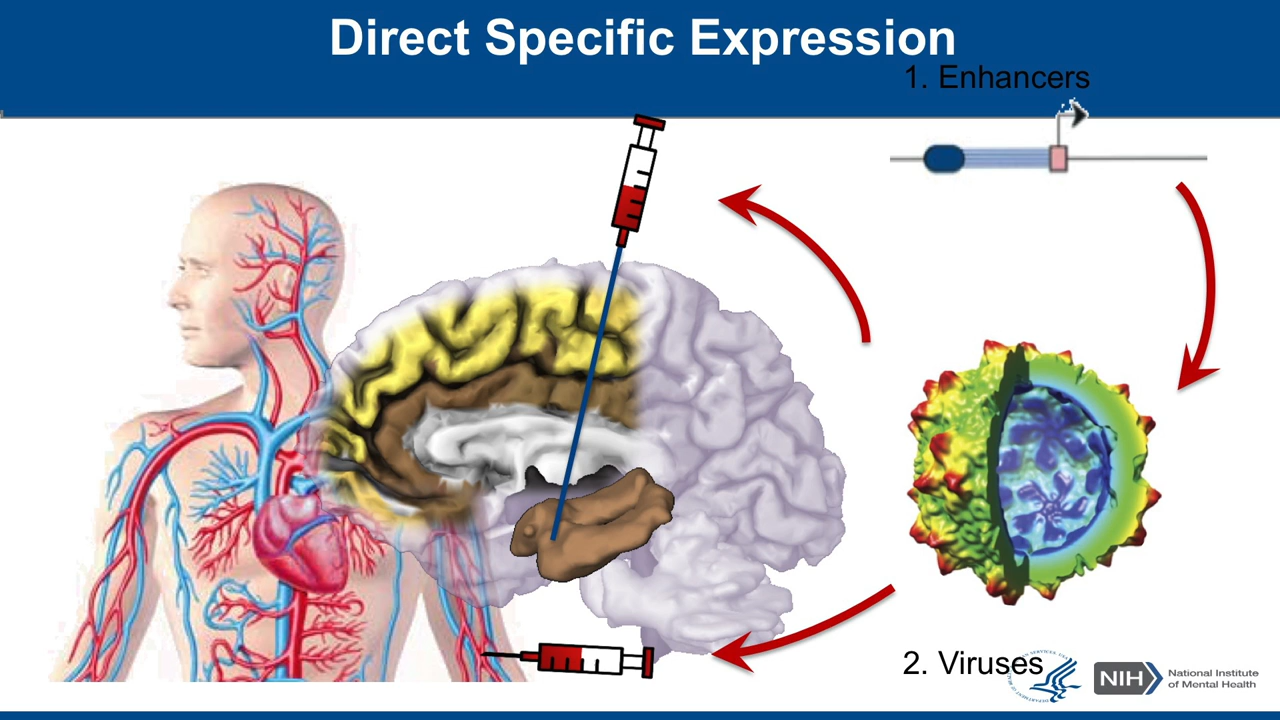 Direct Specific Expression
1. Enhancers
2. Viruses
NIH
National Institute
of Mental Health